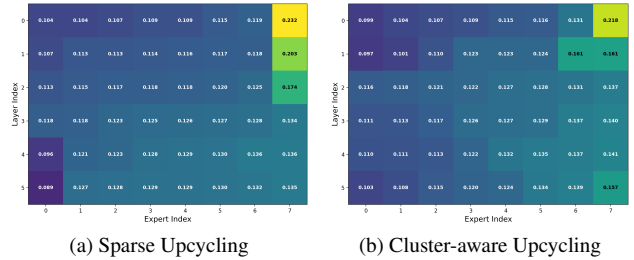 0 0.104 0.104 0.107 0.109 0.109 0.115 0.119 0.232
1 0.107 0.113 0.113 0.114 0.116 0.117 0.118 0.203
2 0.113 0.115 0.117 0.118 0.118 0.120 0.125 0.174
3 0.118 0.118 0.123 0.125 0.126 0.127 0.128 0.134
4 0.096 0.121 0.123 0.128 0.129 0.130 0.136 0.136
5 0.089 0.127 0.128 0.129 0.129 0.130 0.132 0.135
0 1 2 3 4 5 6 7
Layer Index
Expert Index
(a) Sparse Upcycling
0 0.099 0.104 0.107 0.109 0.115 0.116 0.131 0.218
1 0.097 0.101 0.110 0.123 0.123 0.124 0.161 0.161
2 0.116 0.118 0.121 0.122 0.127 0.128 0.131 0.137
3 0.111 0.113 0.117 0.126 0.127 0.129 0.137 0.140
4 0.110 0.111 0.113 0.122 0.132 0.135 0.137 0.141
5 0.103 0.108 0.115 0.120 0.124 0.134 0.139 0.157
0 1 2 3 4 5 6 7
Layer Index
Expert Index
(b) Cluster-aware Upcycling